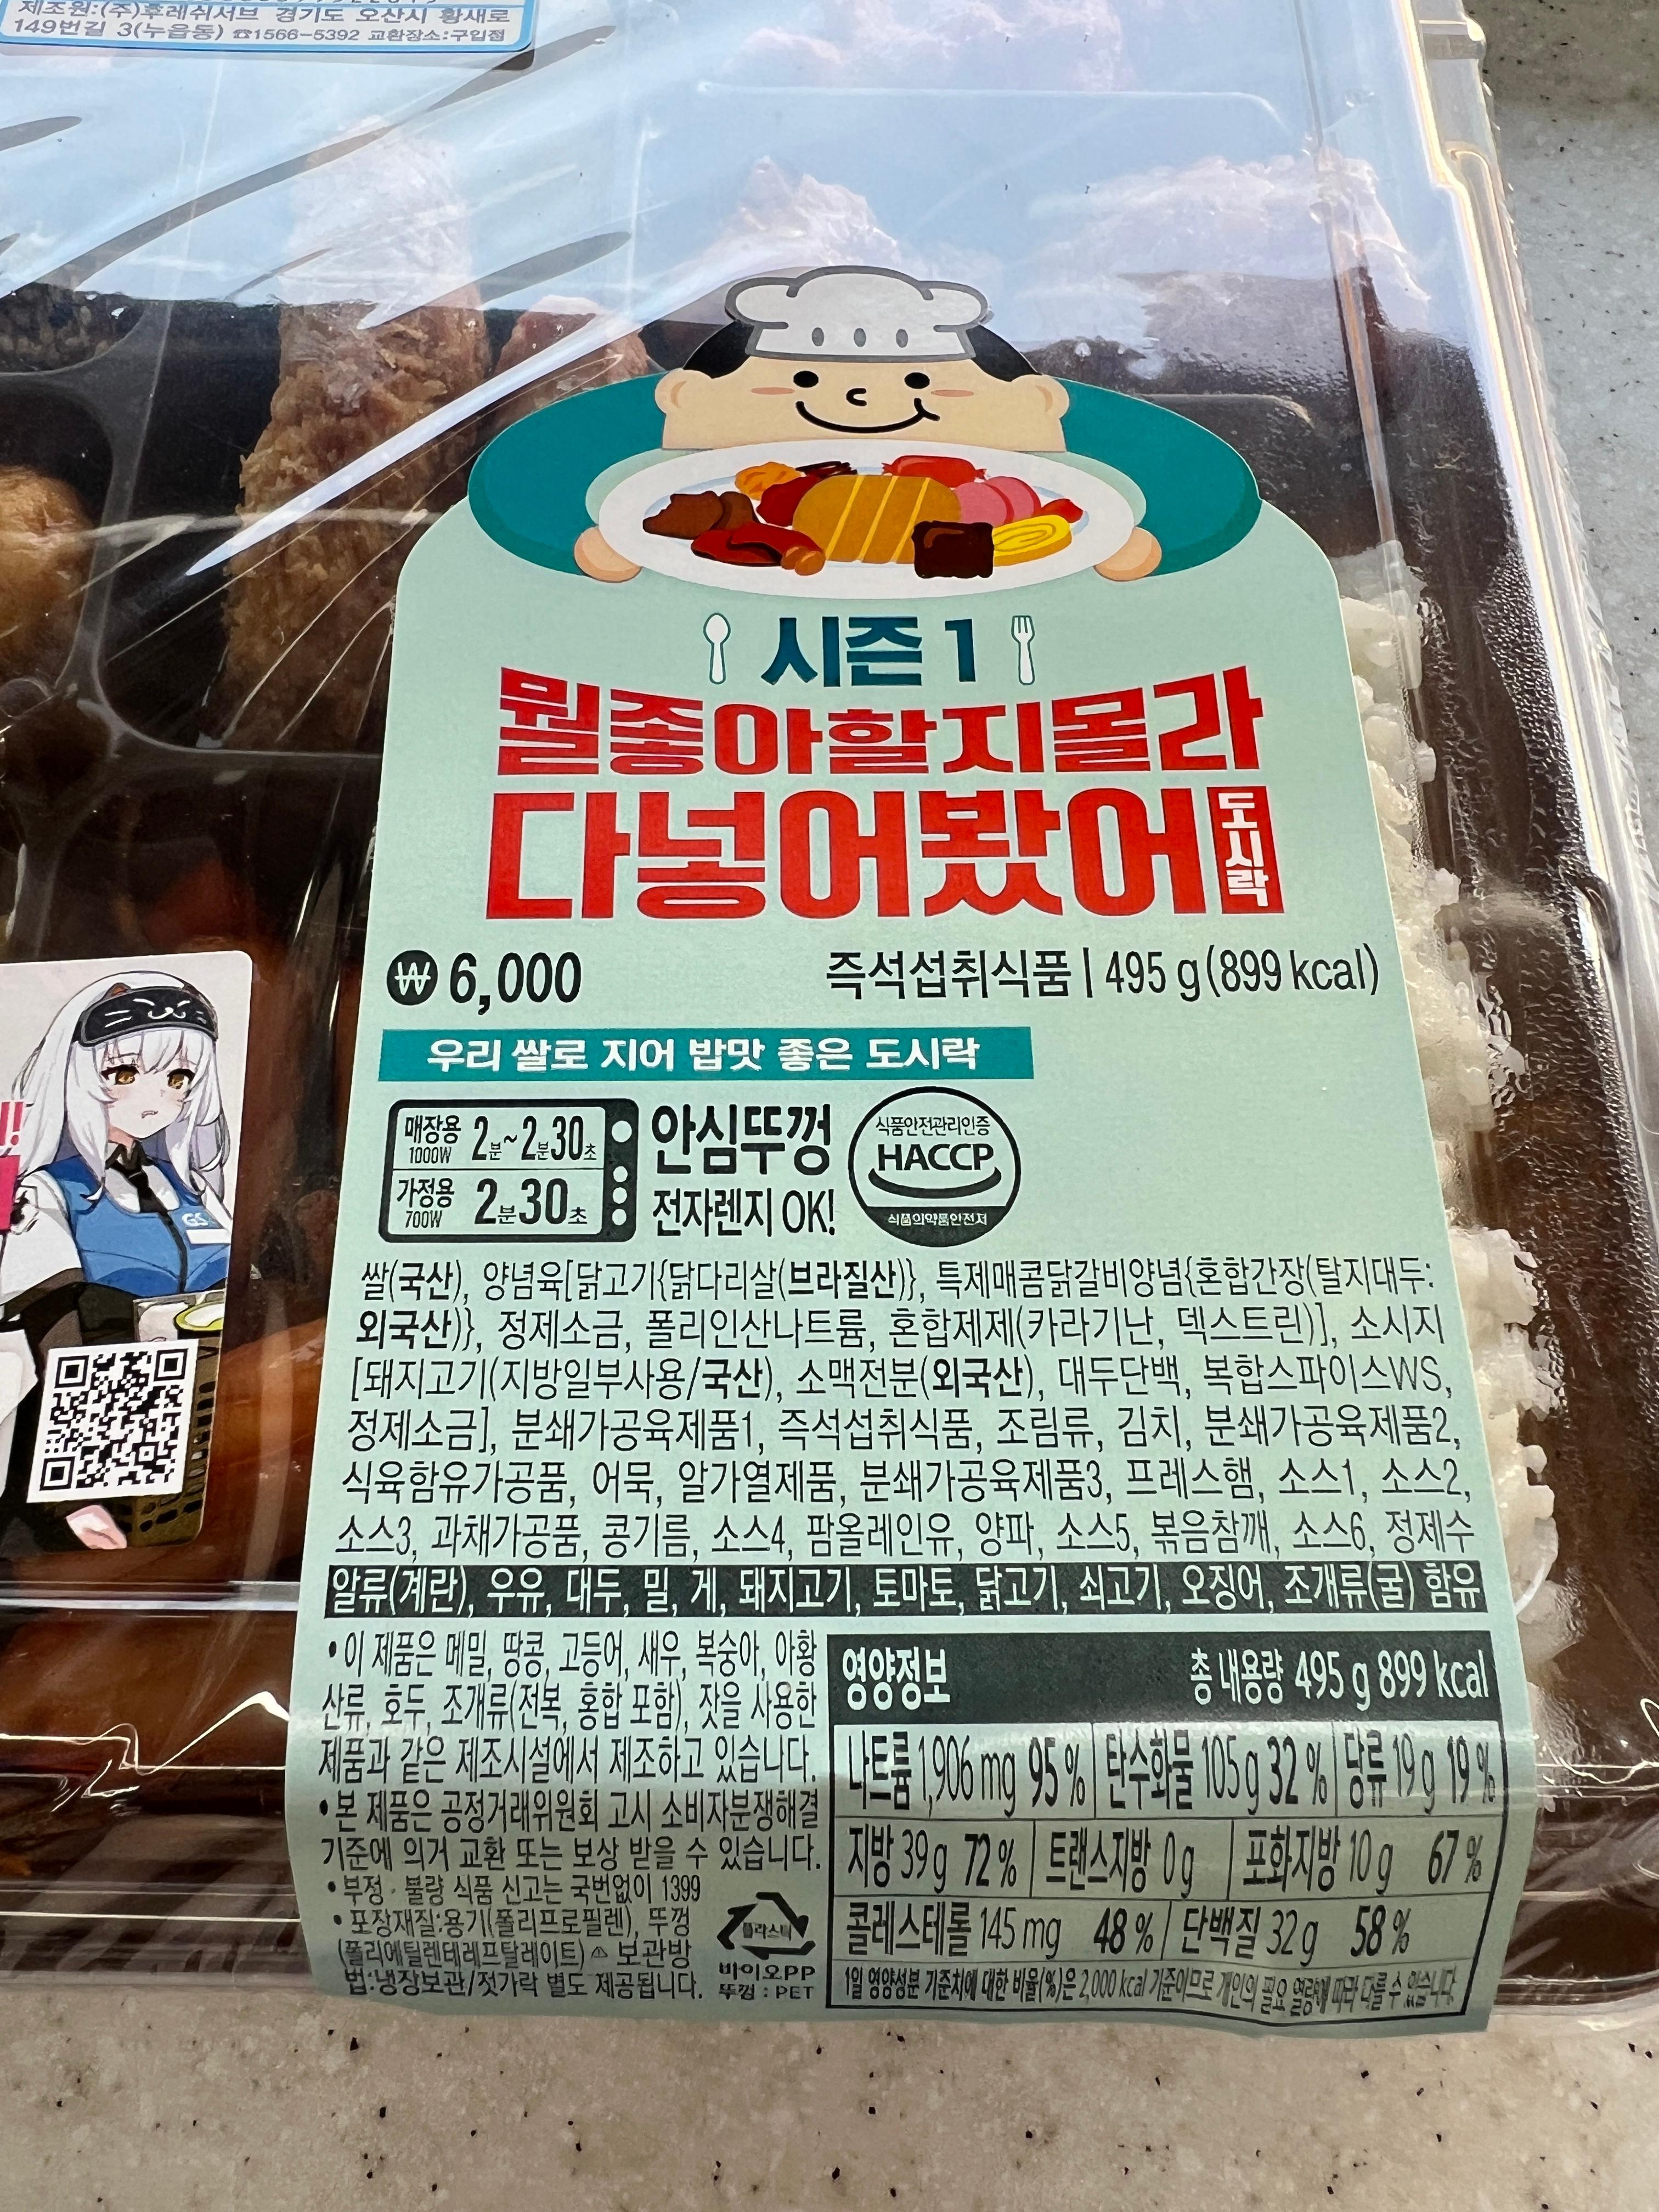 제조원:(주)후레쉬서브 경기도 오산시 황새로
149번길 3(누읍동) ☎1566-5392 교환장소:구입점
시즌1
뭘좋아할지몰라
다넣어봤어 도시락
₩6,000
즉석섭취식품 | 495 g (899 kcal)
우리 쌀로 지어 밥맛 좋은 도시락
매장용 1000W 2분~2분30초
가정용 700W 2분30초
안심뚜껑
전자렌지 OK!
식품안전관리인증
HACCP
식품의약품안전처
GS
쌀(국산), 양념육[닭고기{닭다리살(브라질산)}, 특제매콤닭갈비양념{혼합간장(탈지대두:
외국산)}, 정제소금, 폴리인산나트륨, 혼합제제(카라기난, 덱스트린)], 소시지
[돼지고기(지방일부사용/국산), 소맥전분(외국산), 대두단백, 복합스파이스WS,
정제소금], 분쇄가공육제품1, 즉석섭취식품, 조림류, 김치, 분쇄가공육제품2,
식육함유가공품, 어묵, 알가열제품, 분쇄가공육제품3, 프레스햄, 소스1, 소스2,
소스3, 과채가공품, 콩기름, 소스4, 팜올레인유, 양파, 소스5, 볶음참깨, 소스6, 정제수
알류(계란), 우유, 대두, 밀, 게, 돼지고기, 토마토, 닭고기, 쇠고기, 오징어, 조개류(굴) 함유
•이 제품은 메밀, 땅콩, 고등어, 새우, 복숭아, 아황
산류, 호두, 조개류(전복, 홍합 포함), 잣을 사용한
제품과 같은 제조시설에서 제조하고 있습니다.
•본 제품은 공정거래위원회 고시 소비자분쟁해결
기준에 의거 교환 또는 보상 받을 수 있습니다.
•부정·불량 식품 신고는 국번없이 1399
•포장재질:용기(폴리프로필렌), 뚜껑
(폴리에틸렌테레프탈레이트) ⚠ 보관방
법:냉장보관/젓가락 별도 제공됩니다.
플라스틱
바이오PP
뚜껑 : PET
영양정보 총 내용량 495 g 899 kcal
나트륨 1,906 mg 95 % | 탄수화물 105 g 32 % | 당류 19 g 19 %
지방 39 g 72 % | 트랜스지방 0 g | 포화지방 10 g 67 %
콜레스테롤 145 mg 48 % | 단백질 32 g 58 %
1일 영양성분 기준치에 대한 비율(%)은 2,000 kcal 기준이므로 개인의 필요 열량에 따라 다를 수 있습니다.